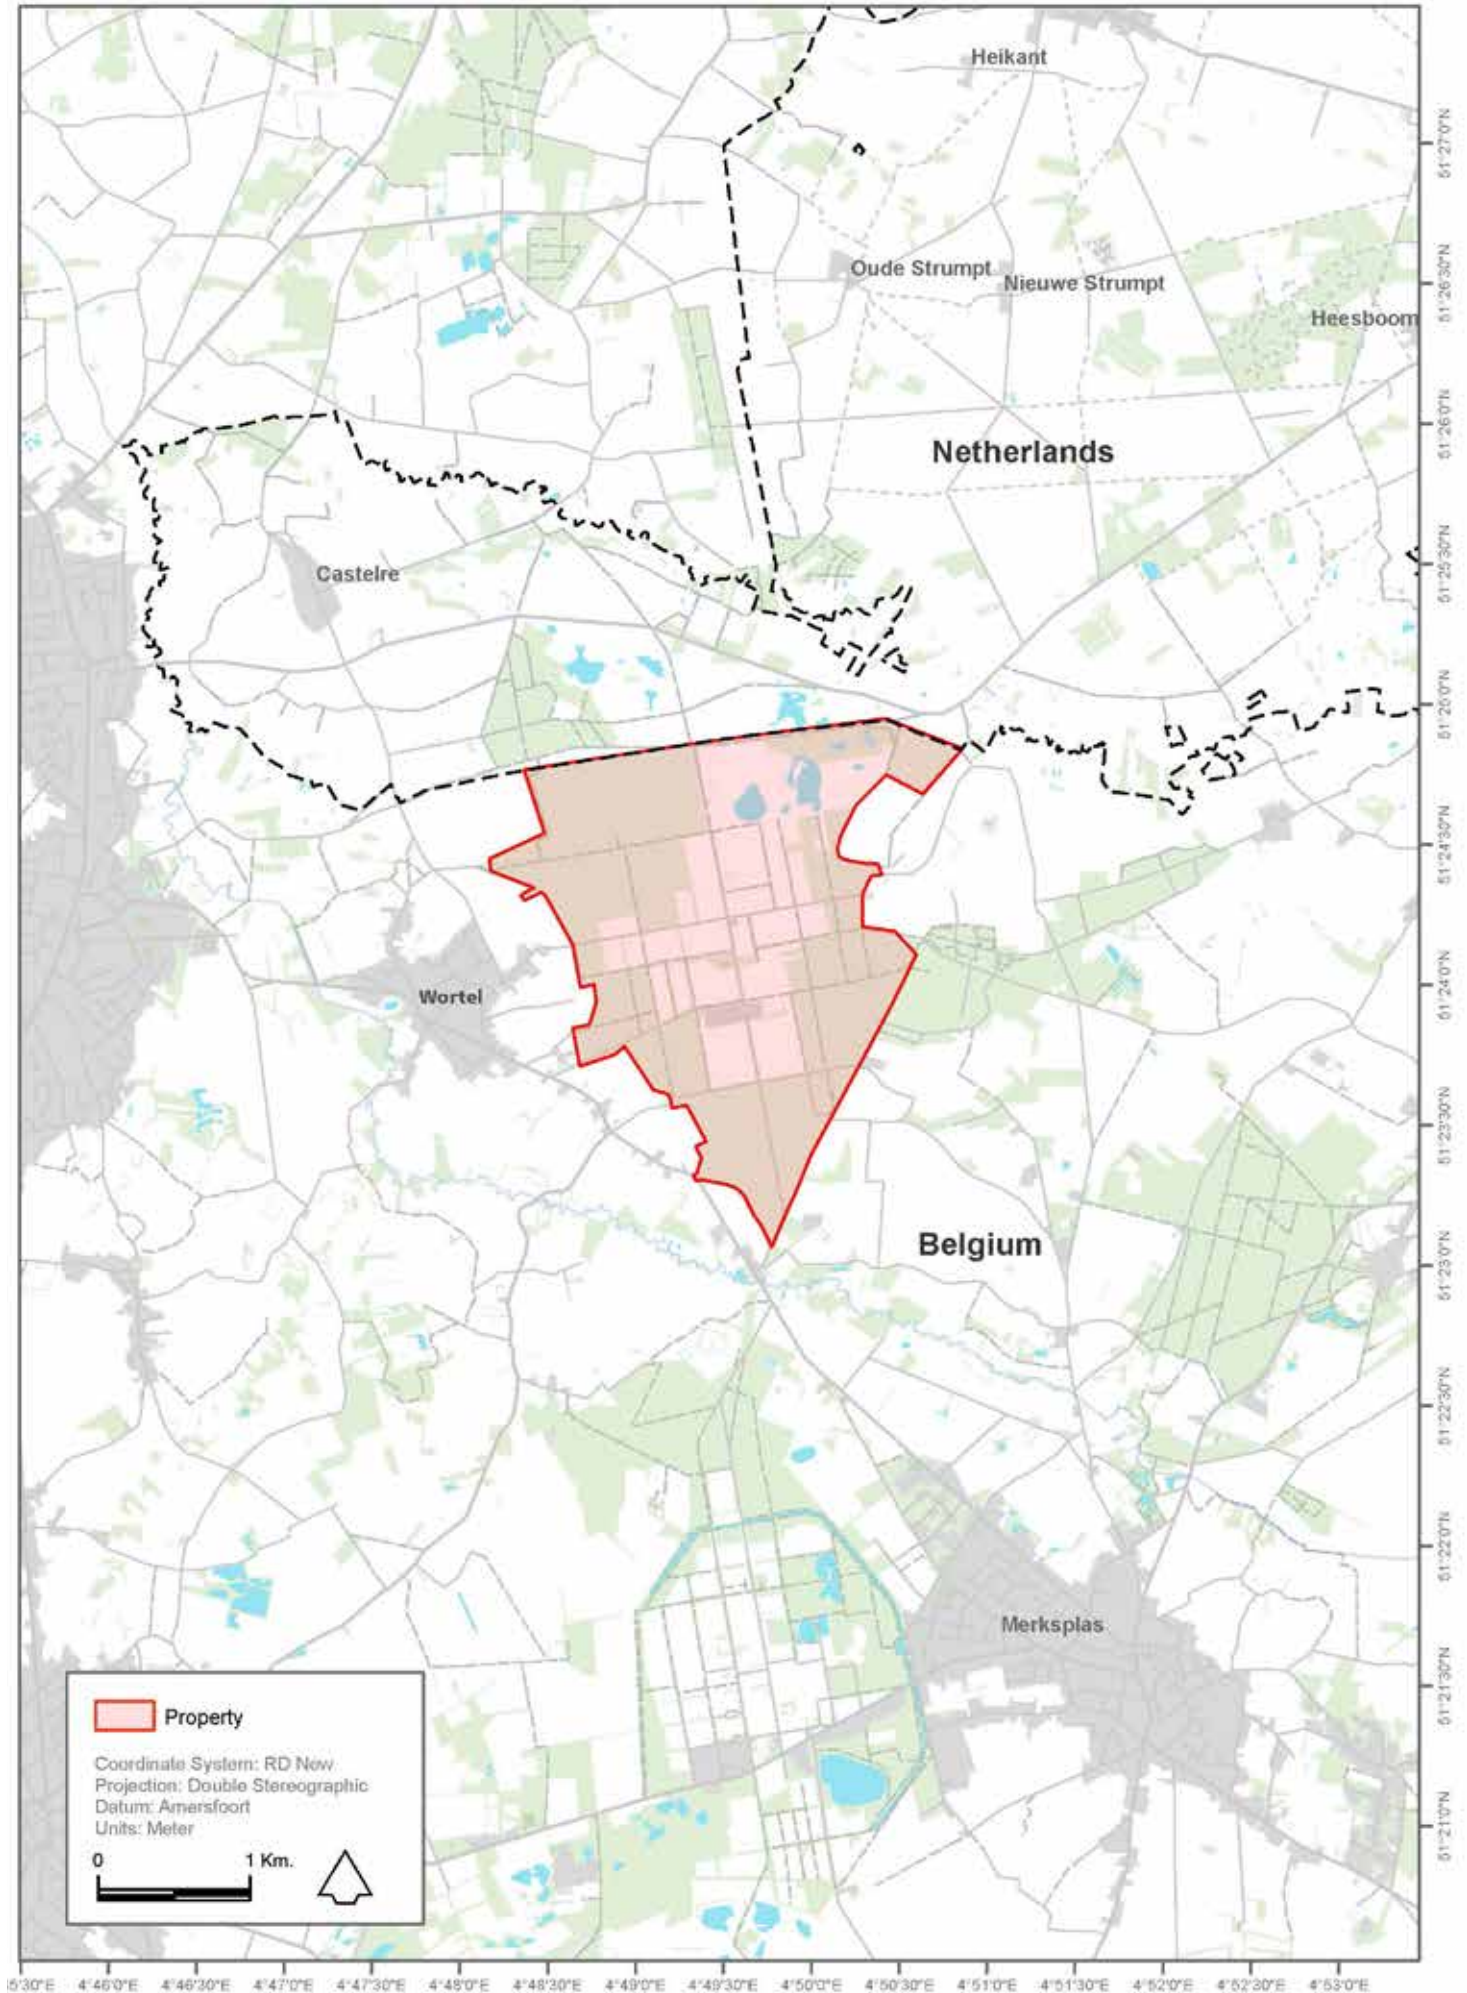 Heikant
51°27'0"N
Oude Strumpt
Nieuwe Strumpt
51°26'30"N
Heesboom
51°26'0"N
Netherlands
51°25'30"N
Castelre
51°25'0"N
51°24'30"N
Wortel
51°24'0"N
51°23'30"N
Belgium
51°23'0"N
51°22'30"N
51°22'0"N
Merksplas
51°21'30"N
51°21'0"N
Property
Coordinate System: RD New
Projection: Double Stereographic
Datum: Amersfoort
Units: Meter
0 1 Km.
5'30"E 4°46'0"E 4°46'30"E 4°47'0"E 4°47'30"E 4°48'0"E 4°48'30"E 4°49'0"E 4°49'30"E 4°50'0"E 4°50'30"E 4°51'0"E 4°51'30"E 4°52'0"E 4°52'30"E 4°53'0"E